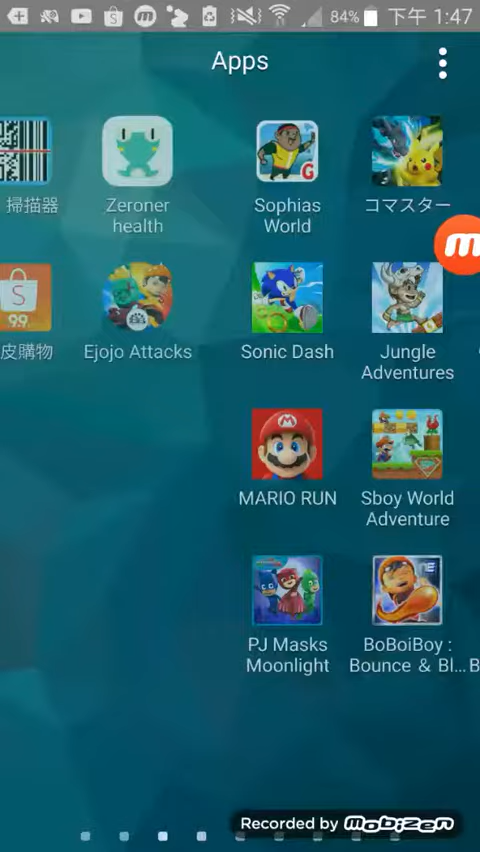 84% 下午 1:47
Apps
掃描器
Zeroner
health
Sophias
World
コマスター
S
9.9
皮購物
Ejojo Attacks
Sonic Dash
Jungle
Adventures
MARIO RUN
Sboy World
Adventure
PJ Masks
Moonlight
BoBoiBoy :
Bounce & Bl...
Recorded by mobizen